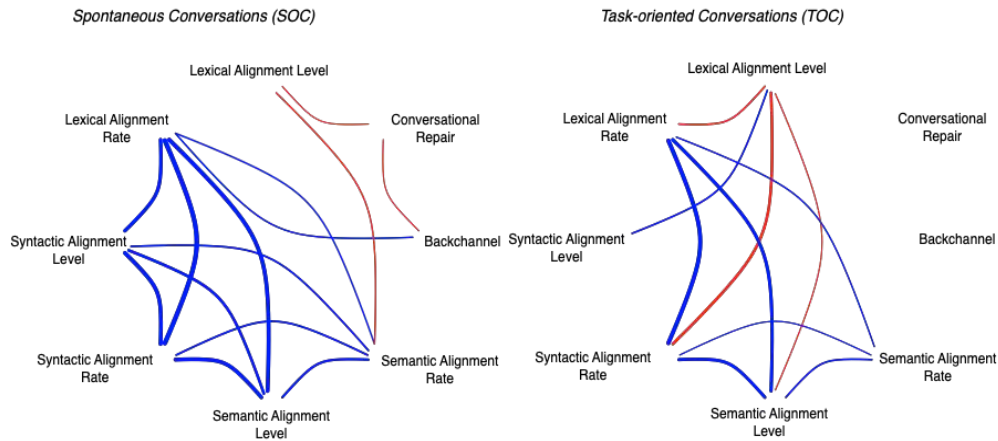 Spontaneous Conversations (SOC)
Lexical Alignment Level
Lexical Alignment
Rate
Conversational
Repair
Syntactic Alignment
Level
Backchannel
Syntactic Alignment
Rate
Semantic Alignment
Rate
Semantic Alignment
Level
Task-oriented Conversations (TOC)
Lexical Alignment Level
Lexical Alignment
Rate
Conversational
Repair
Syntactic Alignment
Level
Backchannel
Syntactic Alignment
Rate
Semantic Alignment
Rate
Semantic Alignment
Level